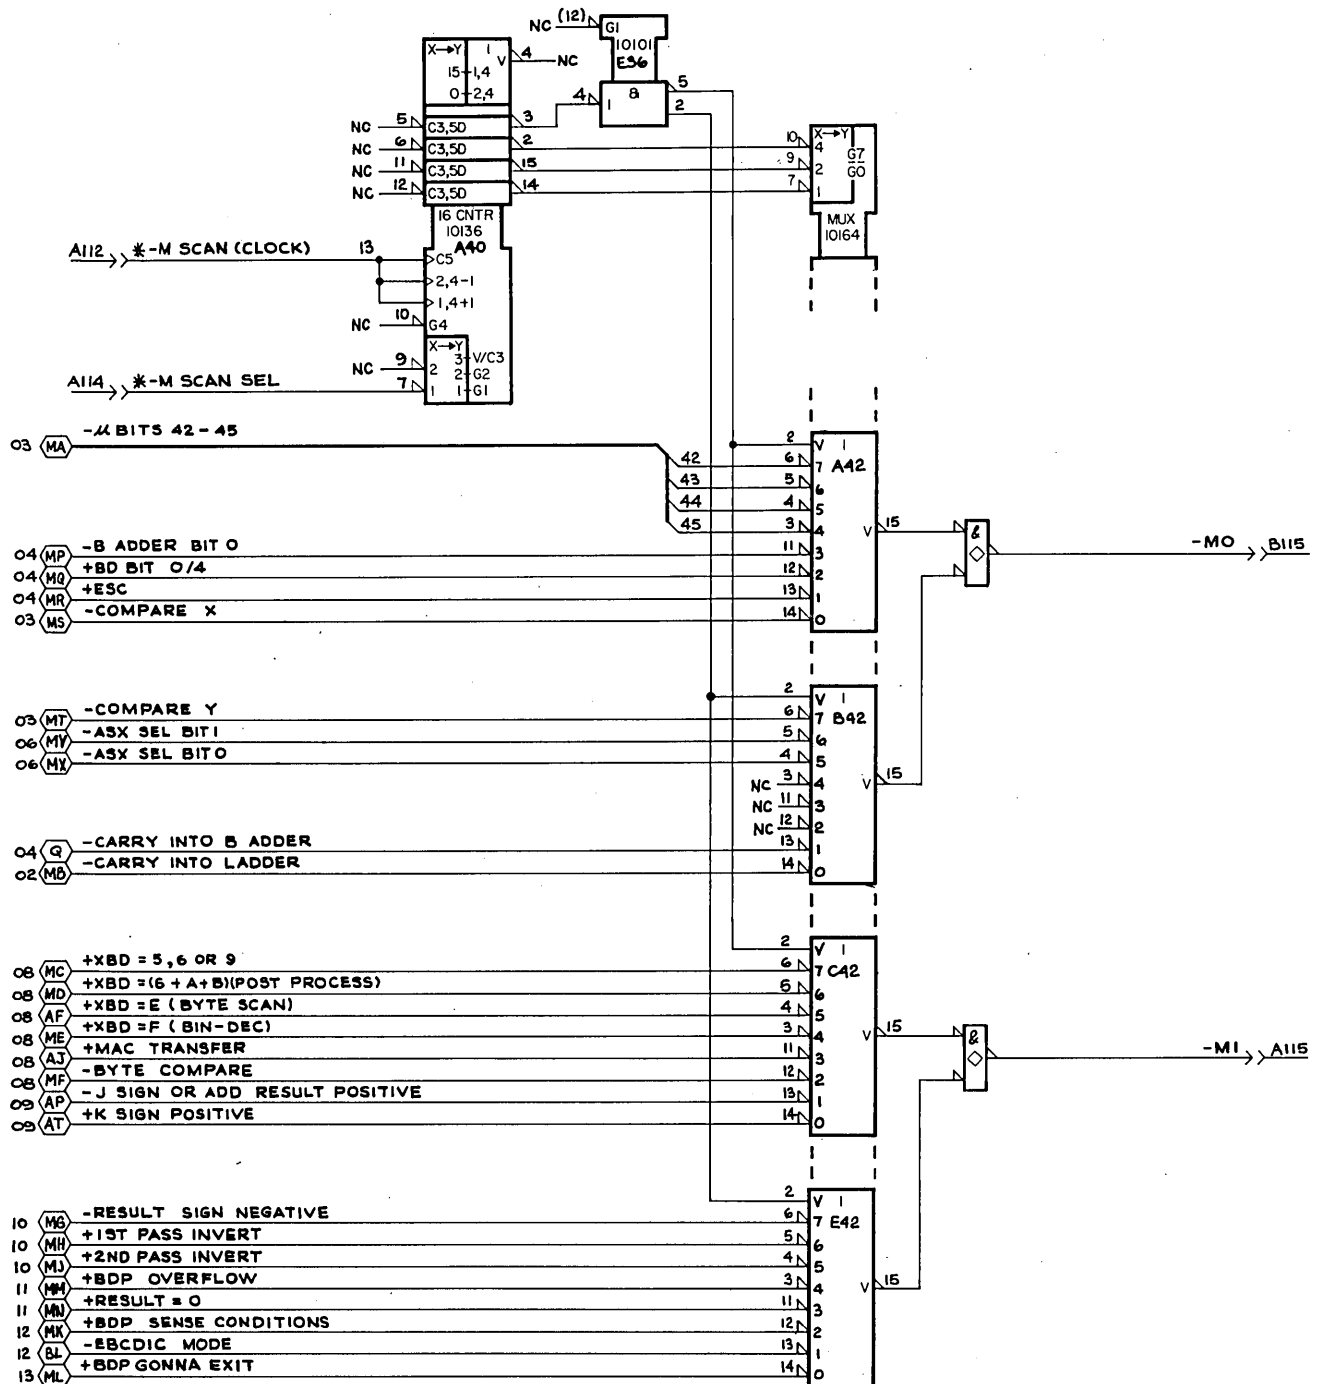 NC (12) G1
10101
E36
X→Y 1
V 4 NC
15 1,4
0 2,4
4 1 & 5
2
NC 5 C3,5D 3
NC 6 C3,5D 2
NC 11 C3,5D 15
NC 12 C3,5D 14
10 X→Y
4 G7
9 2 G0
7 1
MUX
10164
16 CNTR
10136
A40
A112 *-M SCAN (CLOCK) 13
C5
2,4-1
1,4+1
NC 10 G4
X→Y
NC 9 2 3 V/C3
2 G2
A114 *-M SCAN SEL 7 1 1 G1
03 MA -μ BITS 42-45
2 V 1
42 6 7 A42
43 5 6
44 4 5
45 3 4 V 15 &
04 MP -B ADDER BIT 0 11 3
-M0 B115
04 MQ +BD BIT 0/4 12 2
04 MR +ESC 13 1
03 MS -COMPARE X 14 0
2 V 1
03 MT -COMPARE Y 6 7 B42
06 MV -ASX SEL BIT 1 5 6
06 MX -ASX SEL BIT 0 4 5
NC 3 4 V 15
NC 11 3
NC 12 2
04 Q -CARRY INTO B ADDER 13 1
02 MB -CARRY INTO LADDER 14 0
2 V 1
08 MC +XBD = 5,6 OR 9 6 7 C42
08 MD +XBD =(6 + A+B)(POST PROCESS) 5 6
08 AF +XBD = E (BYTE SCAN) 4 5
08 ME +XBD = F (BIN-DEC) 3 4 V 15 &
08 AJ +MAC TRANSFER 11 3
-M1 A115
08 MF -BYTE COMPARE 12 2
09 AP -J SIGN OR ADD RESULT POSITIVE 13 1
09 AT +K SIGN POSITIVE 14 0
2 V 1
10 MG -RESULT SIGN NEGATIVE 6 7 E42
10 MH +1ST PASS INVERT 5 6
10 MJ +2ND PASS INVERT 4 5
11 MM +BDP OVERFLOW 3 4 V 15
11 MN +RESULT = 0 11 3
12 MK +BDP SENSE CONDITIONS 12 2
12 BL -EBCDIC MODE 13 1
13 ML +BDP GONNA EXIT 14 0